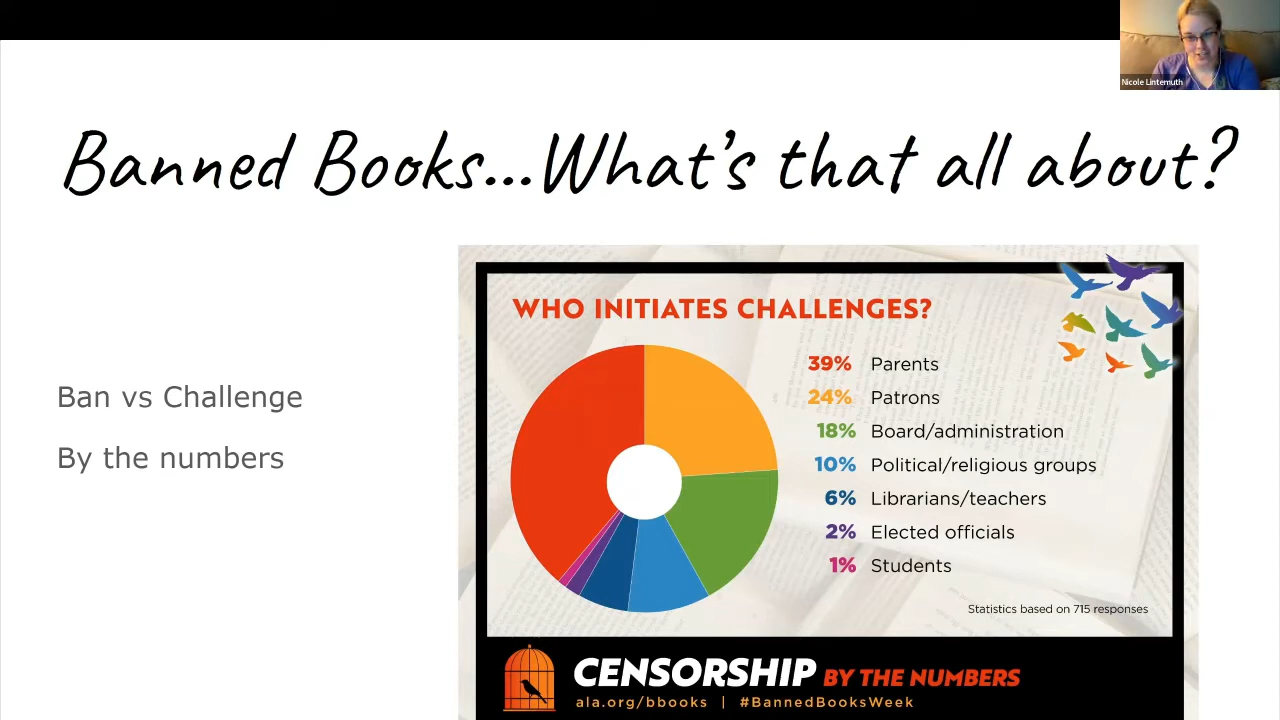 Nicole Lintemuth
Banned Books...What's that all about?
Ban vs Challenge
By the numbers
WHO INITIATES CHALLENGES?
39% Parents
24% Patrons
18% Board/administration
10% Political/religious groups
6% Librarians/teachers
2% Elected officials
1% Students
Statistics based on 715 responses
CENSORSHIP BY THE NUMBERS
ala.org/bbooks | #BannedBooksWeek